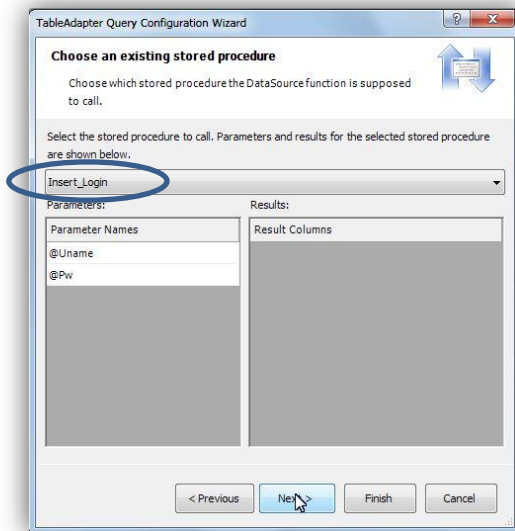 TableAdapter Query Configuration Wizard
Choose an existing stored procedure
Choose which stored procedure the DataSource function is supposed
to call.
Select the stored procedure to call. Parameters and results for the selected stored procedure
are shown below.
Insert_Login
Parameters:
Results:
Parameter Names
Result Columns
@Uname
@Pw
< Previous
Next >
Finish
Cancel